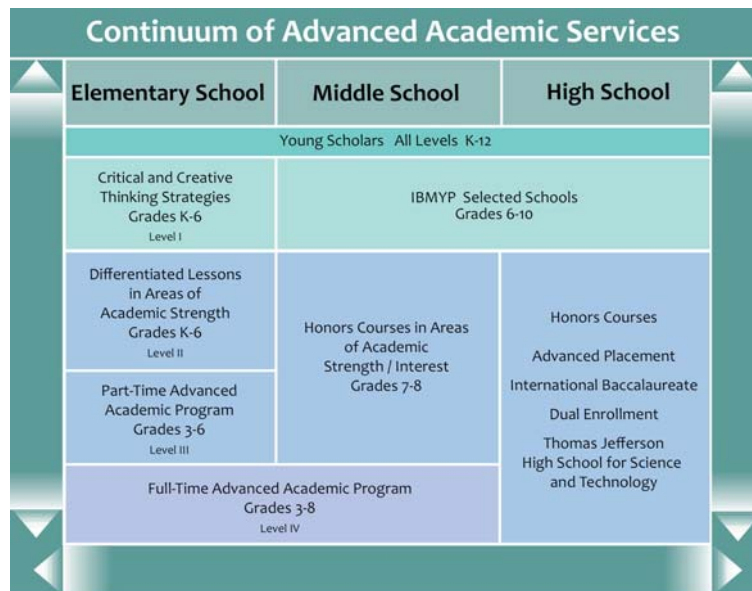 Continuum of Advanced Academic Services
Elementary School
Middle School
High School
Young Scholars All Levels K-12
Critical and Creative
Thinking Strategies
Grades K-6
Level I
IBMYP Selected Schools
Grades 6-10
Differentiated Lessons
in Areas of
Academic Strength
Grades K-6
Level II
Part-Time Advanced
Academic Program
Grades 3-6
Level III
Honors Courses in Areas
of Academic
Strength / Interest
Grades 7-8
Honors Courses
Advanced Placement
International Baccalaureate
Dual Enrollment
Thomas Jefferson
High School for Science
and Technology
Full-Time Advanced Academic Program
Grades 3-8
Level IV